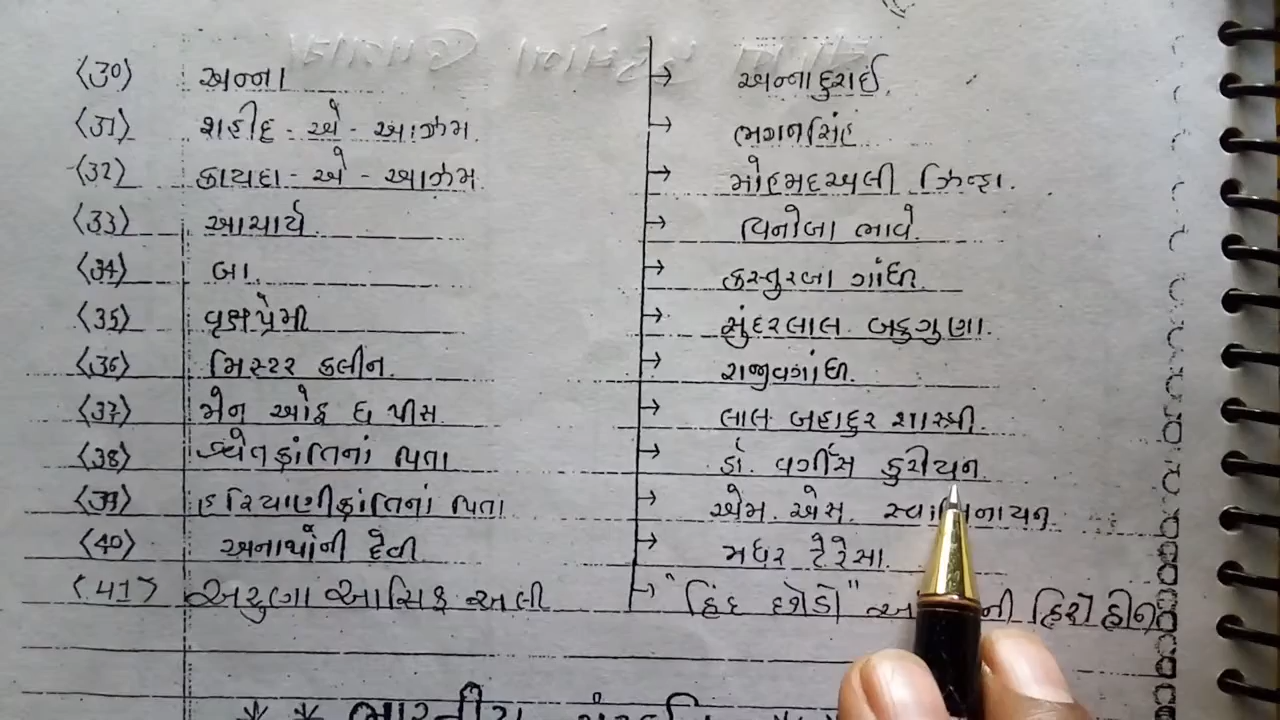 (30) અન્ના → અન્નાદુરાઈ.
(31) શહીદ - એ - આઝમ. → ભગતસિંહ
(32) કાયદા - એ - આઝમ. → મોહમદઅલી ઝિન્હા.
(33) આચાર્ય. → વિનોબા ભાવે.
(34) બા. → કસ્તુરબા ગાંધી.
(35) વૃક્ષપ્રેમી → સુંદરલાલ બહુગુણા.
(36) મિસ્ટર કલીન. → રાજીવગાંધી.
(37) મેન ઓફ ધ પીસ. → લાલ બહાદુર શાસ્ત્રી.
(38) શ્વેતક્રાંતિનાં પિતા → ડૉ. વર્ગીસ કુરીયન.
(39) હરિયાણીક્રાંતિનાં પિતા → એમ. એસ.
(40) અનાથોંની દેવી. → મધર ટેરેસા.
(41) અરુણા આસિફ અલી → "હિંદ છોડો" ની હિરોહીન
* * ભારતીય